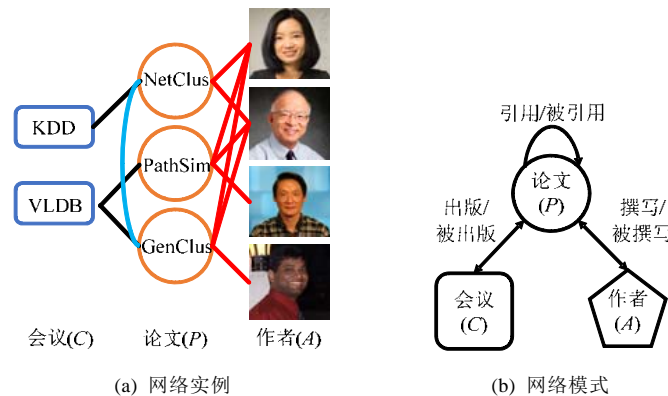 KDD
VLDB
NetClus
PathSim
GenClus
会议(C)
论文(P)
作者(A)
(a) 网络实例
引用/被引用
论文
(P)
出版/
被出版
撰写/
被撰写
会议
(C)
作者
(A)
(b) 网络模式